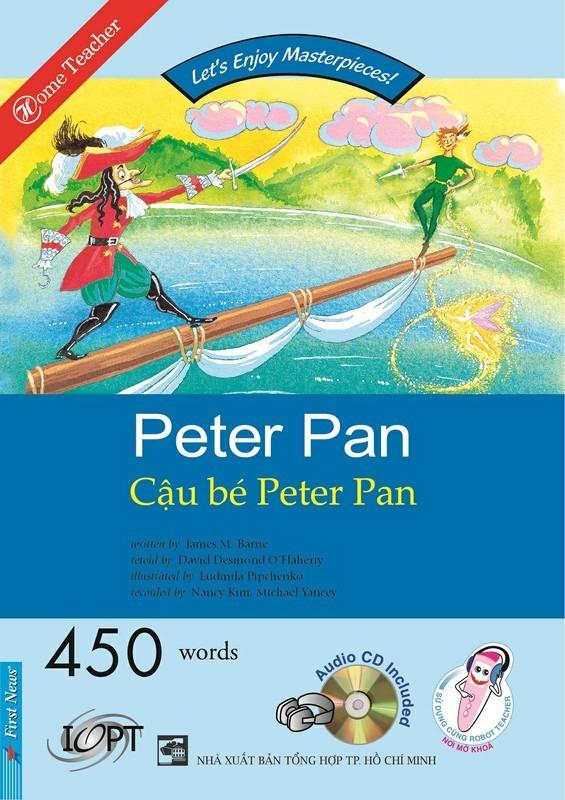 Home Teacher
Let's Enjoy Masterpieces!
Peter Pan
Cậu bé Peter Pan
written by James M. Barrie
retold by David Desmond O'Flaherty
illustrated by Ludmila Pipchenko
recorded by Nancy Kim, Michael Yancey
450 words
Audio CD Included
SỬ DỤNG CÙNG ROBOT TEACHER
NƠI MỞ KHÓA
First News
IOPT
NHÀ XUẤT BẢN TỔNG HỢP TP. HỒ CHÍ MINH